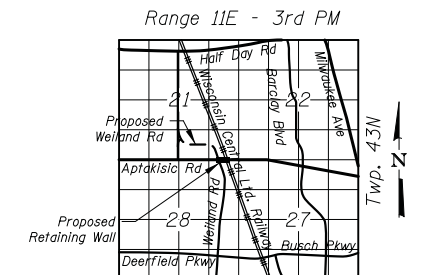 Range 11E - 3rd PM
Half Day Rd
Milwaukee Ave
Barclay Blvd
Wisconsin Central Ltd. Railway
21
22
Proposed
Weiland Rd
Twp. 43N
N
Aptakisic Rd
Weiland Rd
28
27
Proposed
Retaining Wall
Busch Pkwy
Deerfield Pkwy